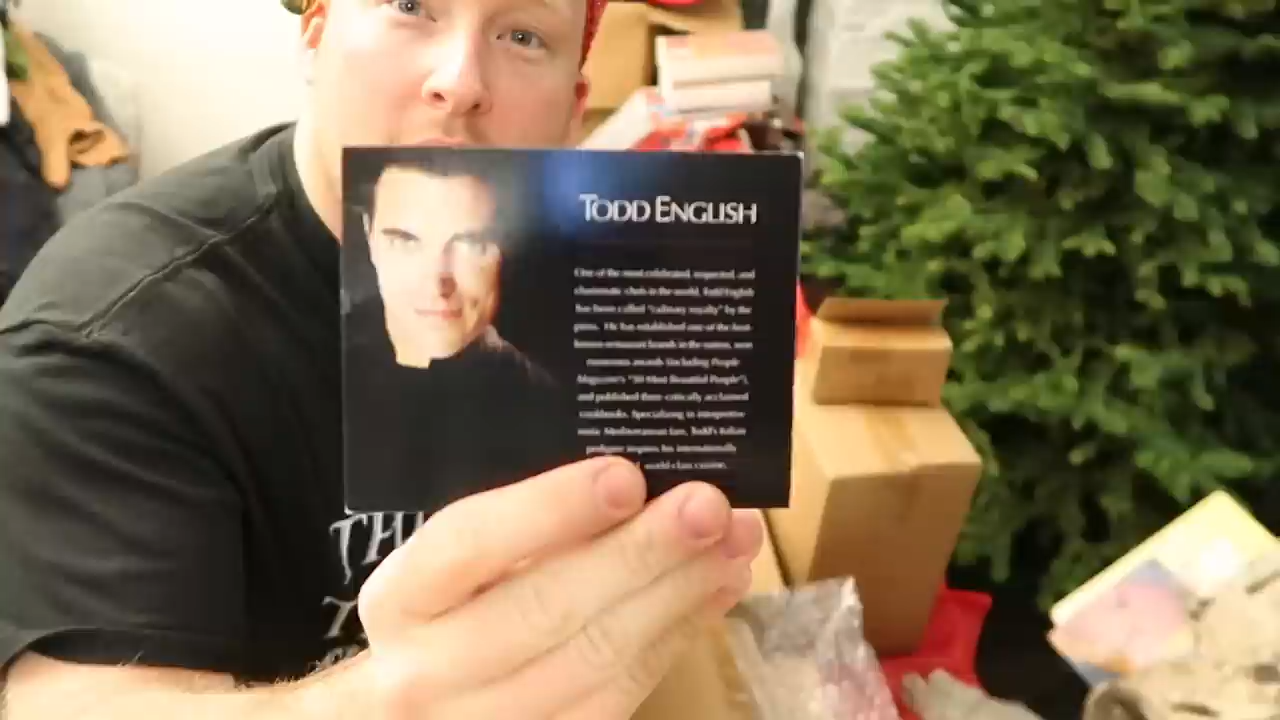 TODD ENGLISH
One of the most celebrated, respected, and
charismatic chefs in the world, Todd English
has been called "culinary royalty" by the
press. He has established one of the best-
known restaurant brands in the nation, won
numerous awards (including People
Magazine's "50 Most Beautiful People"),
and published three critically acclaimed
cookbooks. Specializing in interpretive
rustic Mediterranean fare, Todd's Italian
inspires his internationally
world-class cuisine.
TH
T